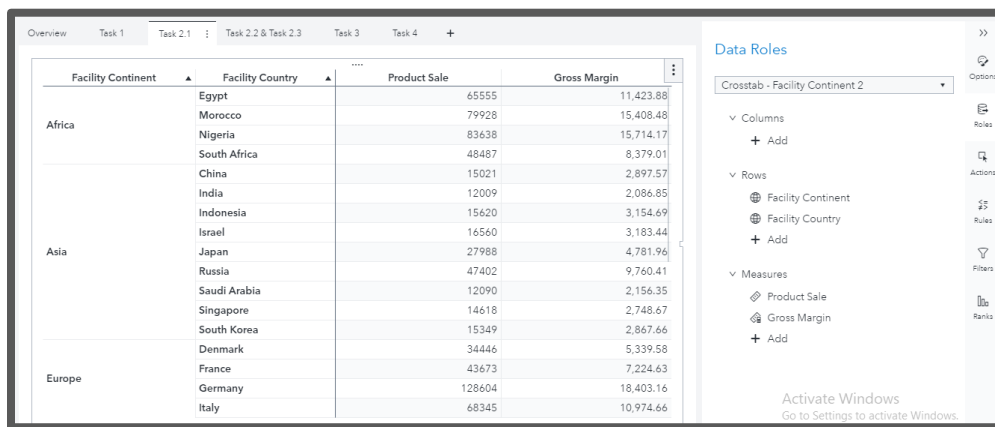 Overview Task 1 Task 2.1 Task 2.2 & Task 2.3 Task 3 Task 4 +
Facility Continent Facility Country Product Sale Gross Margin
Africa
Egypt 65555 11,423.88
Morocco 79928 15,408.48
Nigeria 83638 15,714.17
South Africa 48487 8,379.01
Asia
China 15021 2,897.57
India 12009 2,086.85
Indonesia 15620 3,154.69
Israel 16560 3,183.44
Japan 27988 4,781.96
Russia 47402 9,760.41
Saudi Arabia 12090 2,156.35
Singapore 14618 2,748.67
South Korea 15349 2,867.66
Europe
Denmark 34446 5,339.58
France 43673 7,224.63
Germany 128604 18,403.16
Italy 68345 10,974.66
Data Roles
Crosstab - Facility Continent 2
Columns
+ Add
Rows
Facility Continent
Facility Country
+ Add
Measures
Product Sale
Gross Margin
+ Add
Options
Roles
Actions
Rules
Filters
Ranks
Activate Windows
Go to Settings to activate Windows.